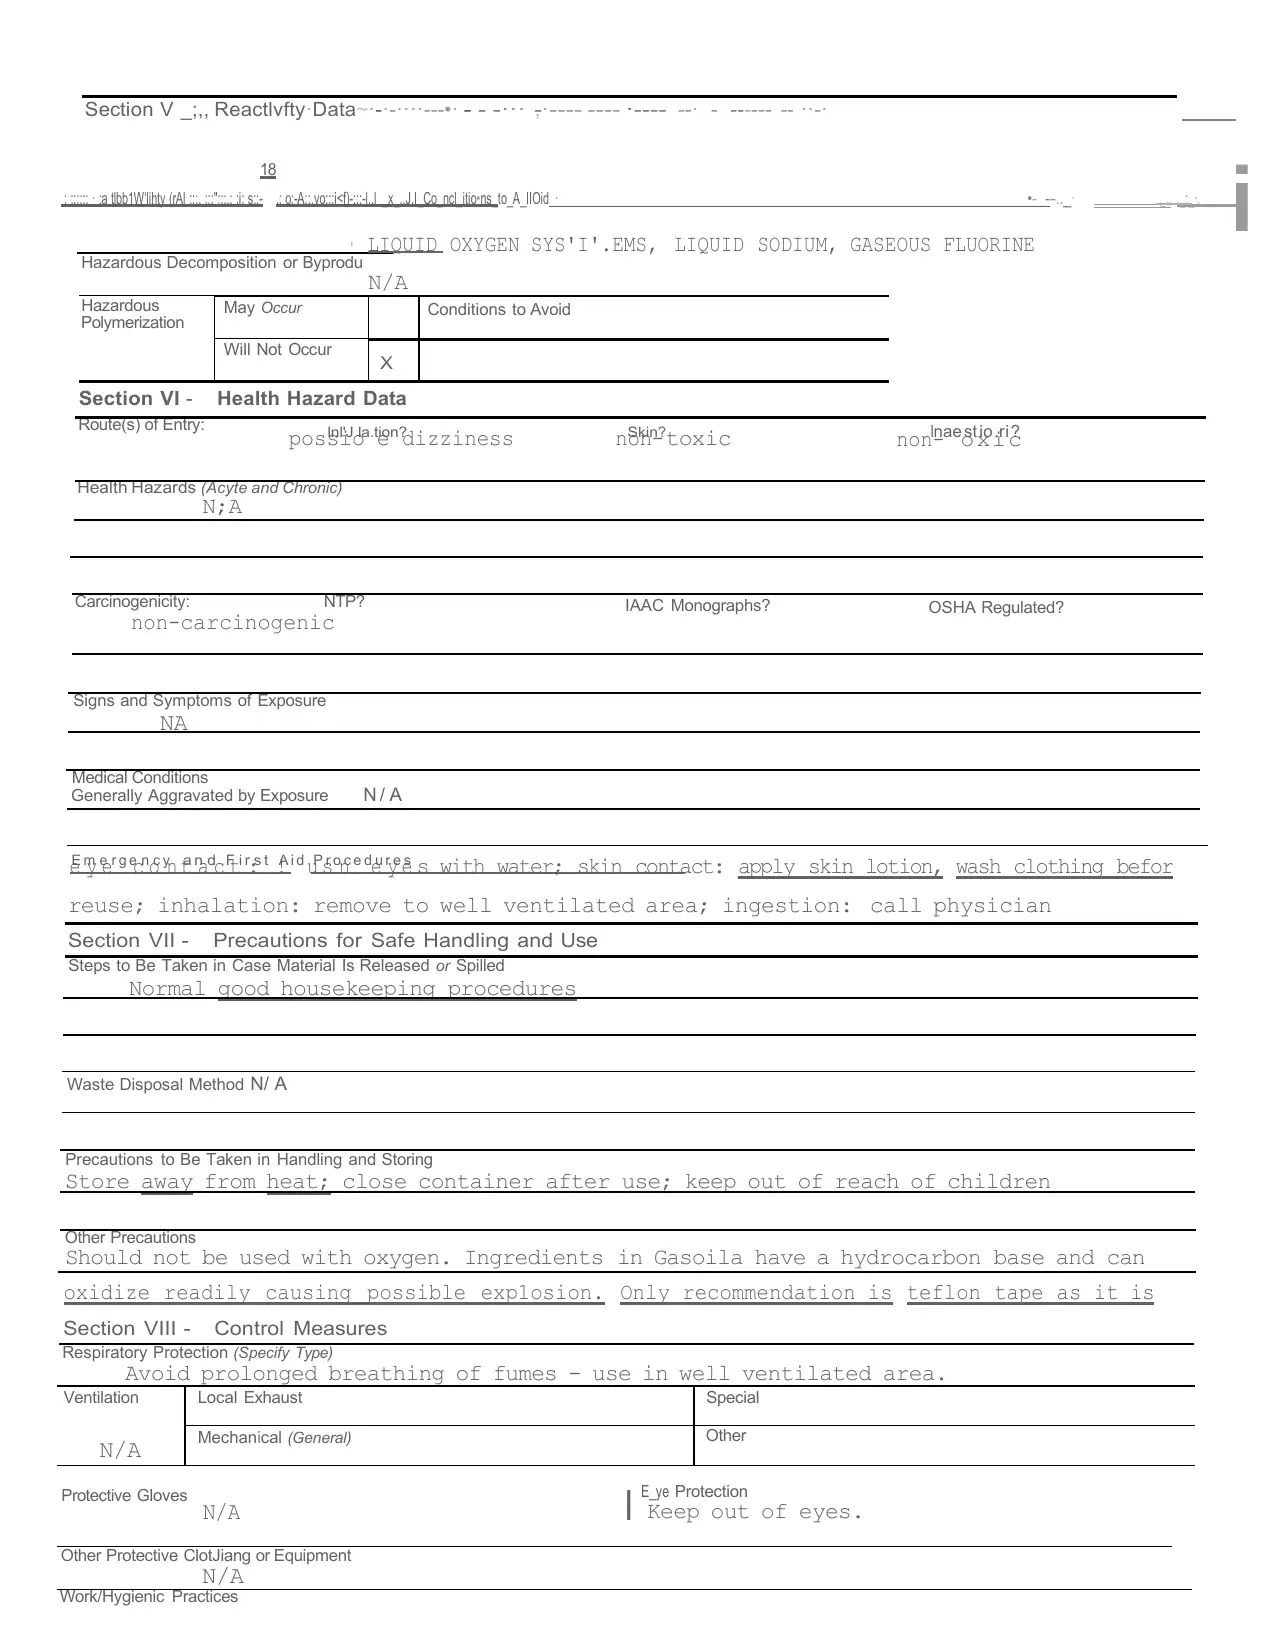 Section V _;,, Reactlvfty·Data
18
LIQUID OXYGEN SYS'I'.EMS, LIQUID SODIUM, GASEOUS FLUORINE
Hazardous Decomposition or Byprodu
N/A
Hazardous Polymerization
May Occur
Conditions to Avoid
Will Not Occur
X
Section VI - Health Hazard Data
Route(s) of Entry:
dizziness
Skin?
non-toxic
non-
Health Hazards (Acyte and Chronic)
N;A
Carcinogenicity: NTP? IAAC Monographs? OSHA Regulated?
non-carcinogenic
Signs and Symptoms of Exposure
NA
Medical Conditions
Generally Aggravated by Exposure N/A
Emergency and First Aid Procedures
eye contact: eyes with water; skin contact: apply skin lotion, wash clothing befor
reuse; inhalation: remove to well ventilated area; ingestion: call physician
Section VII - Precautions for Safe Handling and Use
Steps to Be Taken in Case Material Is Released or Spilled
Normal good housekeeping procedures
Waste Disposal Method N/ A
Precautions to Be Taken in Handling and Storing
Store away from heat; close container after use; keep out of reach of children
Other Precautions
Should not be used with oxygen. Ingredients in Gasoila have a hydrocarbon base and can
oxidize readily causing possible exp1osion. Only recommendation is teflon tape as it is
Section VIII - Control Measures
Respiratory Protection (Specify Type)
Avoid prolonged breathing of fumes - use in well ventilated area.
Ventilation
Local Exhaust
Special
N/A
Mechanical (General)
Other
Protective Gloves
N/A
E_ye Protection
Keep out of eyes.
Other Protective ClotJiang or Equipment
N/A
Work/Hygienic Practices